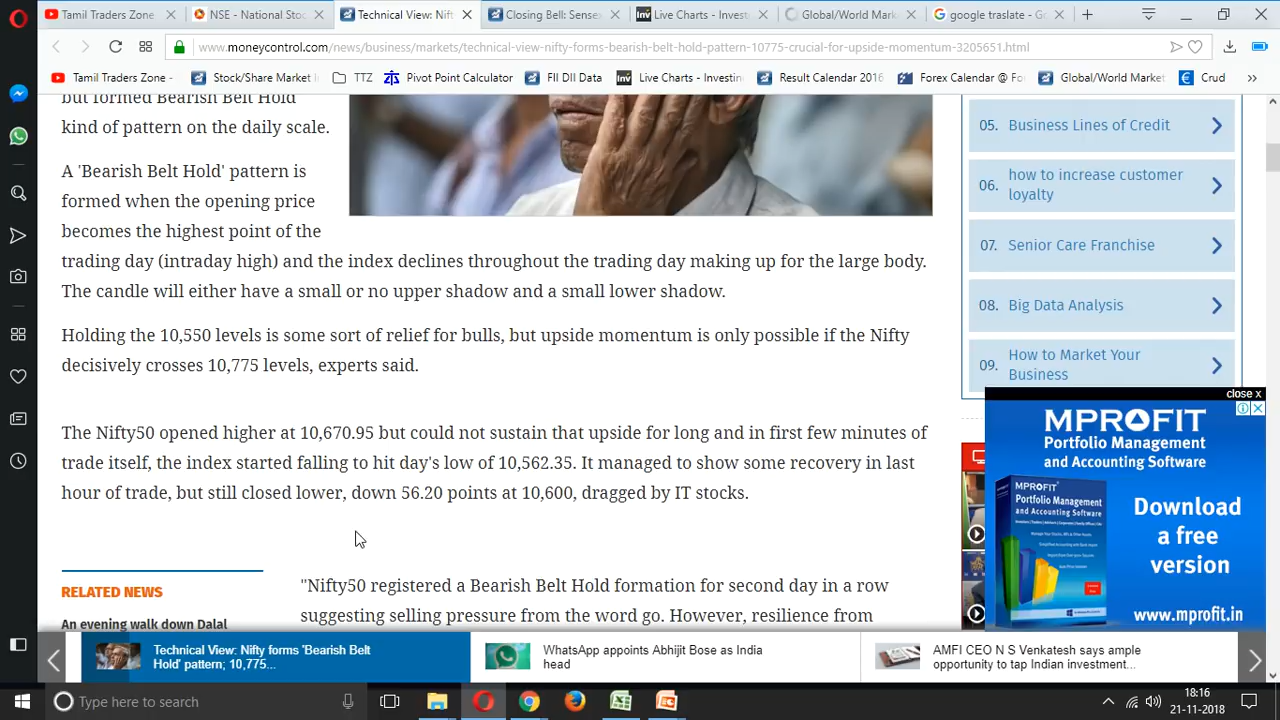 Tamil Traders Zone
NSE - National Stoc
Technical View: Nift
Closing Bell: Sensex
Live Charts - Invest
Global/World Mark
google traslate - Go
www.moneycontrol.com/news/business/markets/technical-view-nifty-forms-bearish-belt-hold-pattern-10775-crucial-for-upside-momentum-3205651.html
Tamil Traders Zone -
Stock/Share Market I
TTZ
Pivot Point Calculator
FII DII Data
Live Charts - Investin
Result Calendar 2016
Forex Calendar @ Fo
Global/World Market
Crud
but formed Bearish Belt Hold
kind of pattern on the daily scale.
A 'Bearish Belt Hold' pattern is
formed when the opening price
becomes the highest point of the
trading day (intraday high) and the index declines throughout the trading day making up for the large body.
The candle will either have a small or no upper shadow and a small lower shadow.
Holding the 10,550 levels is some sort of relief for bulls, but upside momentum is only possible if the Nifty
decisively crosses 10,775 levels, experts said.
The Nifty50 opened higher at 10,670.95 but could not sustain that upside for long and in first few minutes of
trade itself, the index started falling to hit day's low of 10,562.35. It managed to show some recovery in last
hour of trade, but still closed lower, down 56.20 points at 10,600, dragged by IT stocks.
RELATED NEWS
An evening walk down Dalal
"Nifty50 registered a Bearish Belt Hold formation for second day in a row
suggesting selling pressure from the word go. However, resilience from
05. Business Lines of Credit
06. how to increase customer
loyalty
07. Senior Care Franchise
08. Big Data Analysis
09. How to Market Your
Business
close x
MPROFIT
Portfolio Management
and Accounting Software
MPROFIT
Portfolio Management
and Accounting Software
Download
a free
version
www.mprofit.in
Technical View: Nifty forms 'Bearish Belt
Hold' pattern; 10,775...
WhatsApp appoints Abhijit Bose as India
head
AMFI CEO N S Venkatesh says ample
opportunity to tap Indian investment...
Type here to search
18:16
21-11-2018